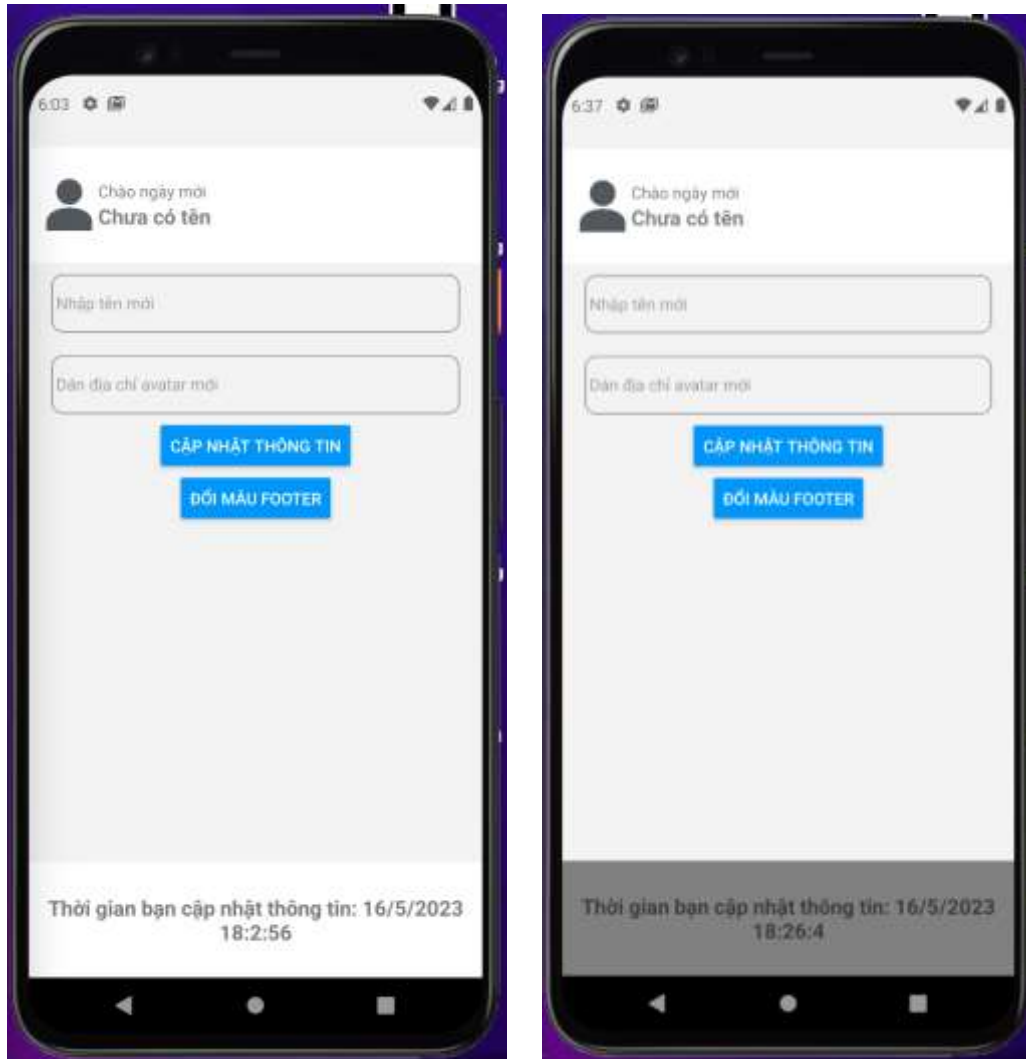 6:03
Chào ngày mới
Chưa có tên
Nhập tên mới
Dán địa chỉ avatar mới
CẬP NHẬT THÔNG TIN
ĐỔI MÀU FOOTER
Thời gian bạn cập nhật thông tin: 16/5/2023
18:2:56
6:37
Chào ngày mới
Chưa có tên
Nhập tên mới
Dán địa chỉ avatar mới
CẬP NHẬT THÔNG TIN
ĐỔI MÀU FOOTER
Thời gian bạn cập nhật thông tin: 16/5/2023
18:26:4